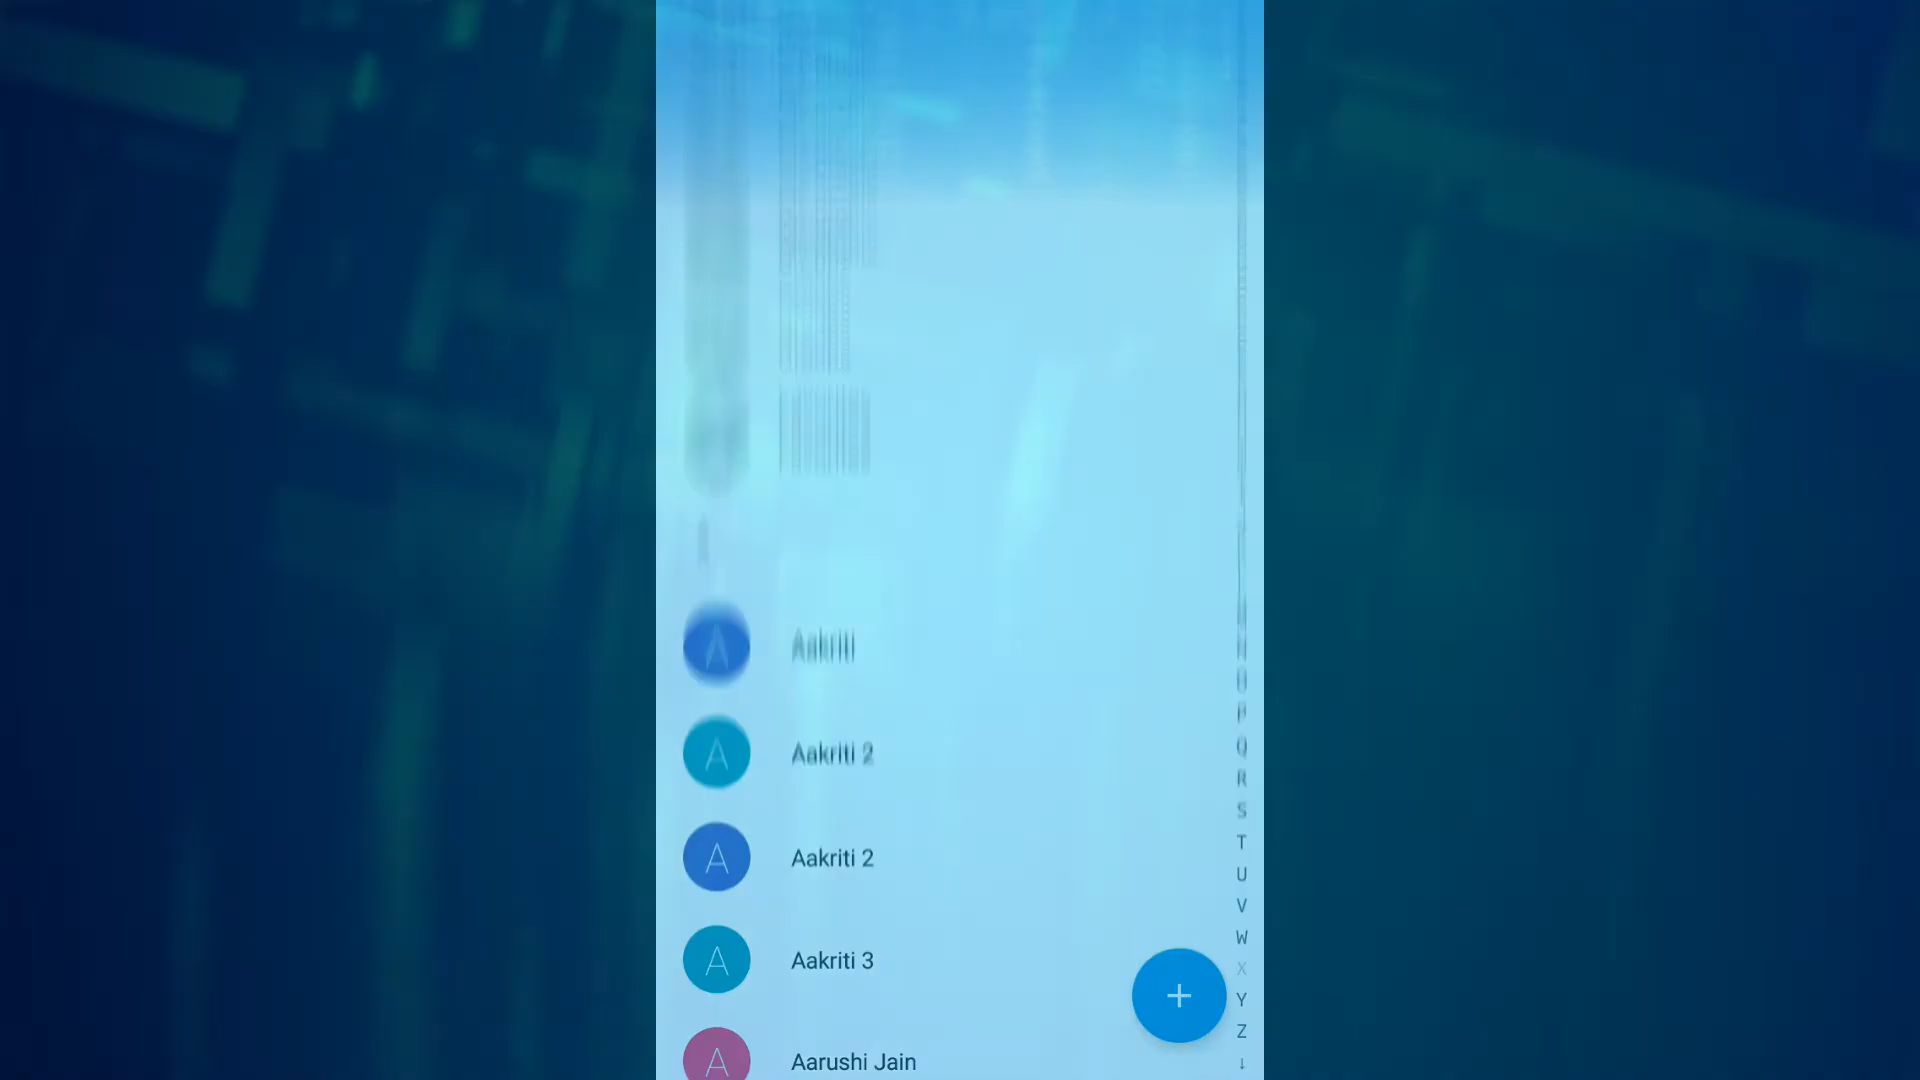 A Aakriti
A Aakriti 2
A Aakriti 2
A Aakriti 3
A Aarushi Jain
+
P
Q
R
S
T
U
V
W
X
Y
Z
↓